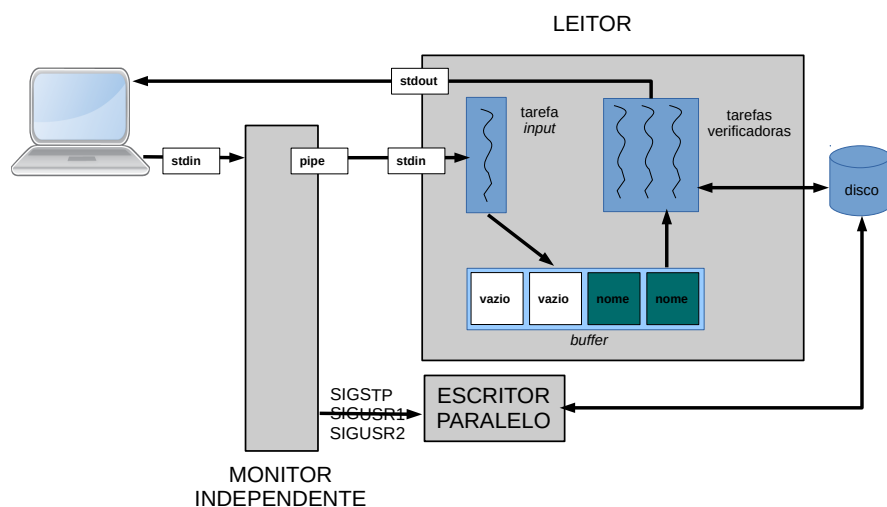 LEITOR
stdout
tarefa
input
tarefas
verificadoras
stdin
pipe
stdin
disco
vazio
vazio
nome
nome
buffer
SIGSTP
SIGUSR1
SIGUSR2
ESCRITOR
PARALELO
MONITOR
INDEPENDENTE